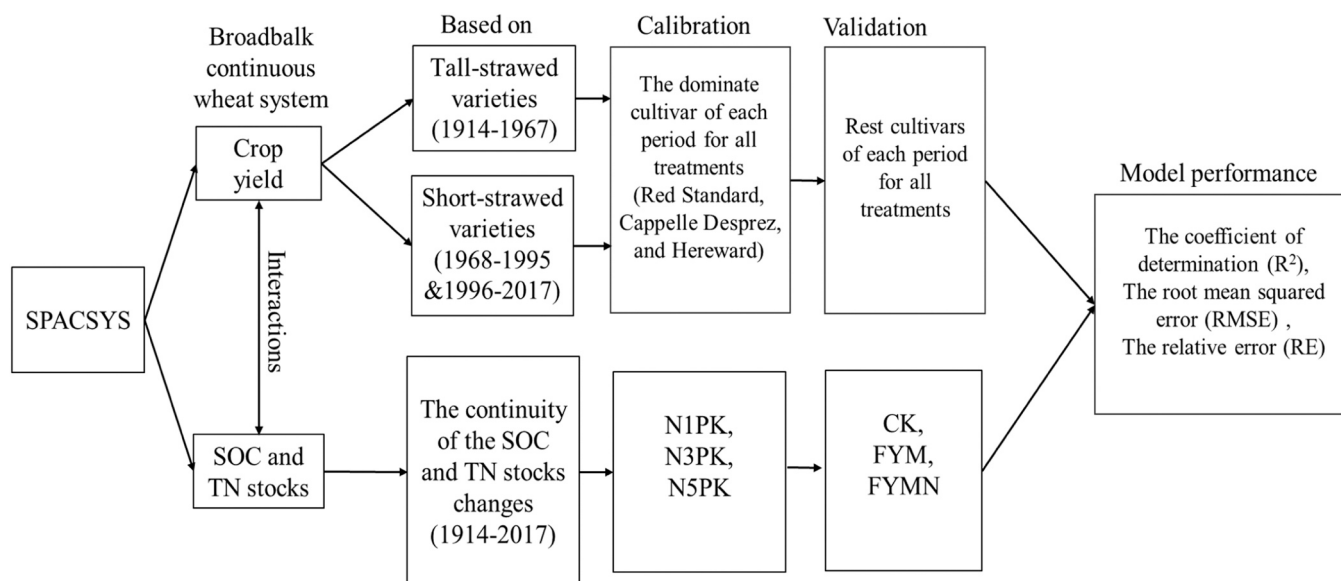 SPACSYS
Broadbalk
continuous
wheat system
Crop
yield
Interactions
SOC and
TN stocks
Based on
Tall-strawed
varieties
(1914-1967)
Short-strawed
varieties
(1968-1995
&1996-2017)
The continuity
of the SOC
and TN stocks
changes
(1914-2017)
Calibration
The dominate
cultivar of each
period for all
treatments
(Red Standard,
Cappelle Desprez,
and Hereward)
N1PK,
N3PK,
N5PK
Validation
Rest cultivars
of each period
for all
treatments
CK,
FYM,
FYMN
Model performance
The coefficient of
determination (R²),
The root mean squared
error (RMSE) ,
The relative error (RE)